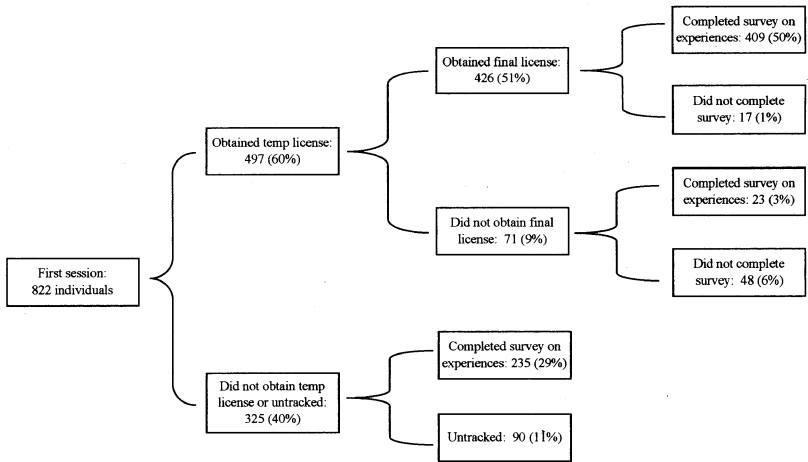 First session:
822 individuals
Obtained temp license:
497 (60%)
Obtained final license:
426 (51%)
Completed survey on
experiences: 409 (50%)
Did not complete
survey: 17 (1%)
Did not obtain final
license: 71 (9%)
Completed survey on
experiences: 23 (3%)
Did not complete
survey: 48 (6%)
Did not obtain temp
license or untracked:
325 (40%)
Completed survey on
experiences: 235 (29%)
Untracked: 90 (11%)